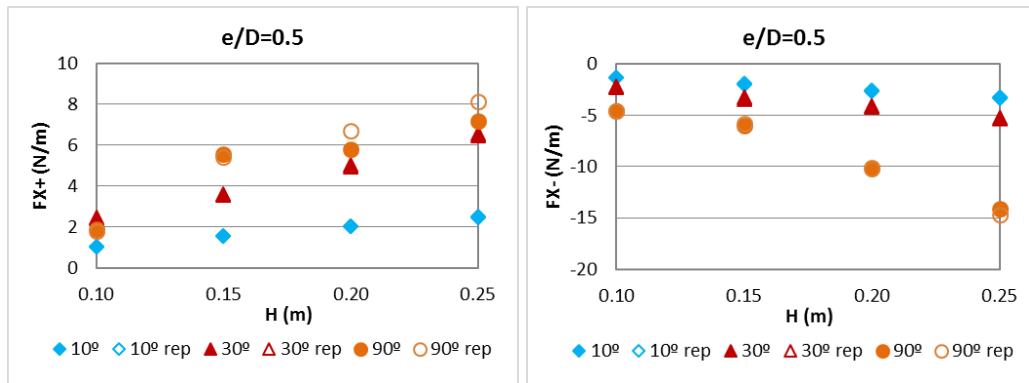 e/D=0.5
10
8
6
4
2
0
FX+ (N/m)
0.10 0.15 0.20 0.25
H (m)
10º 10º rep 30º 30º rep 90º 90º rep
e/D=0.5
0
-5
-10
-15
-20
FX- (N/m)
0.10 0.15 0.20 0.25
H (m)
10º 10º rep 30º 30º rep 90º 90º rep